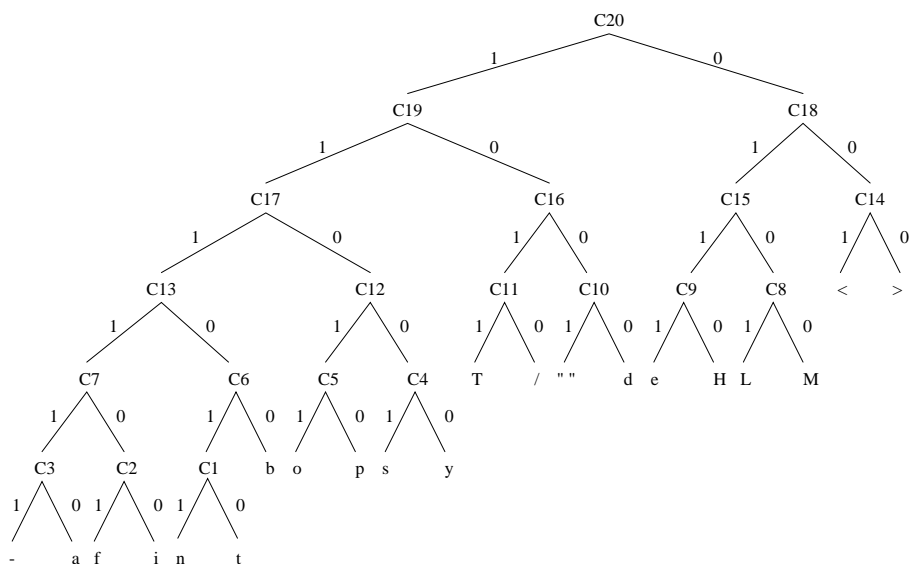 C20
1 0
C19 C18
1 0 1 0
C17 C16 C15 C14
1 0 1 0 1 0 1 0
C13 C12 C11 C10 C9 C8 < >
1 0 1 0 1 0 1 0 1 0 1 0
C7 C6 C5 C4 T / " " d e H L M
1 0 1 0 1 0 1 0
C3 C2 C1 b o p s y
1 0 1 0 1 0
- a f i n t